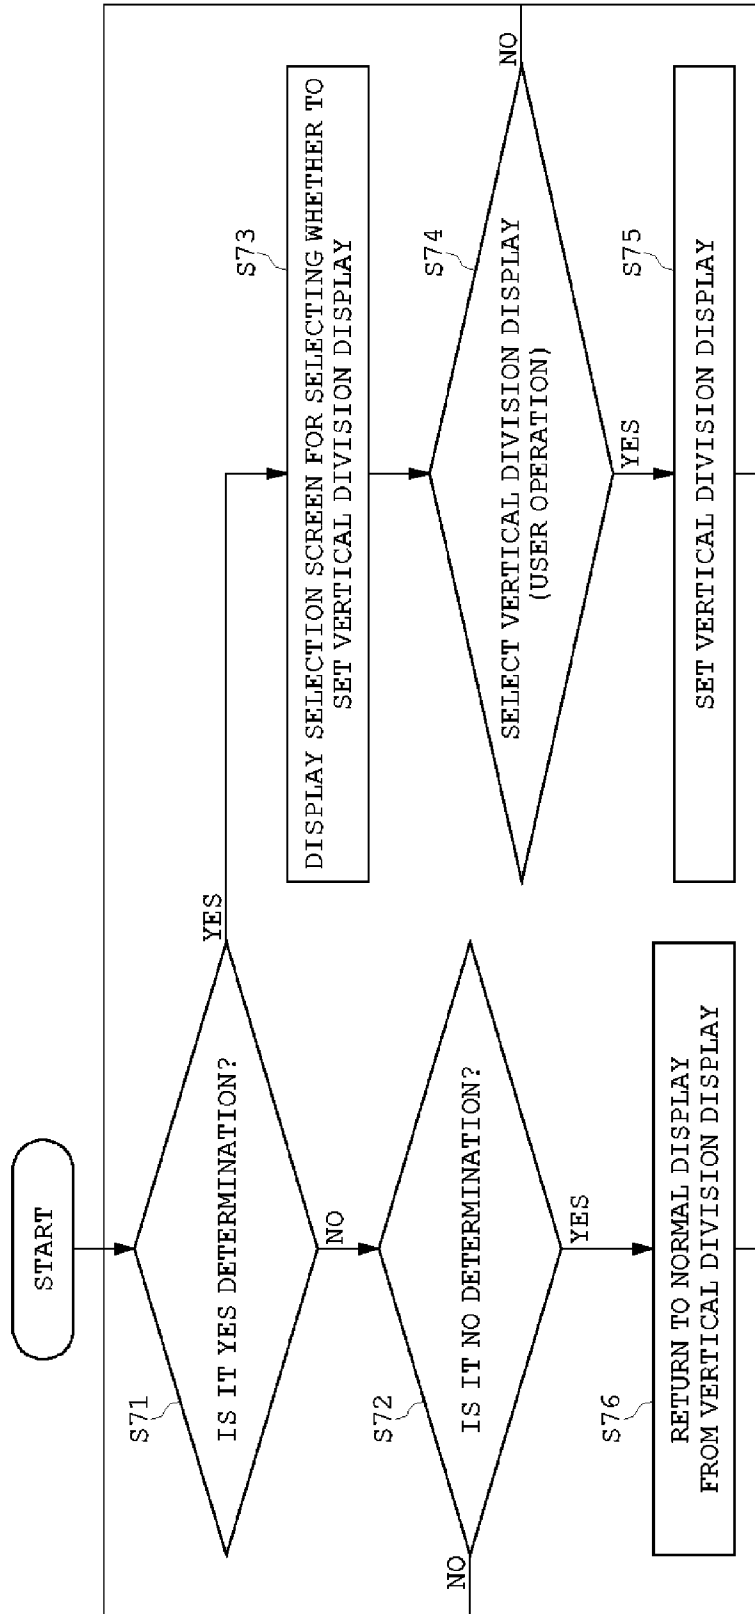 START
S71
IS IT YES DETERMINATION?
YES
NO
S72
IS IT NO DETERMINATION?
NO
YES
S76
RETURN TO NORMAL DISPLAY
FROM VERTICAL DIVISION DISPLAY
S73
DISPLAY SELECTION SCREEN FOR SELECTING WHETHER TO
SET VERTICAL DIVISION DISPLAY
S74
SELECT VERTICAL DIVISION DISPLAY
(USER OPERATION)
NO
YES
S75
SET VERTICAL DIVISION DISPLAY